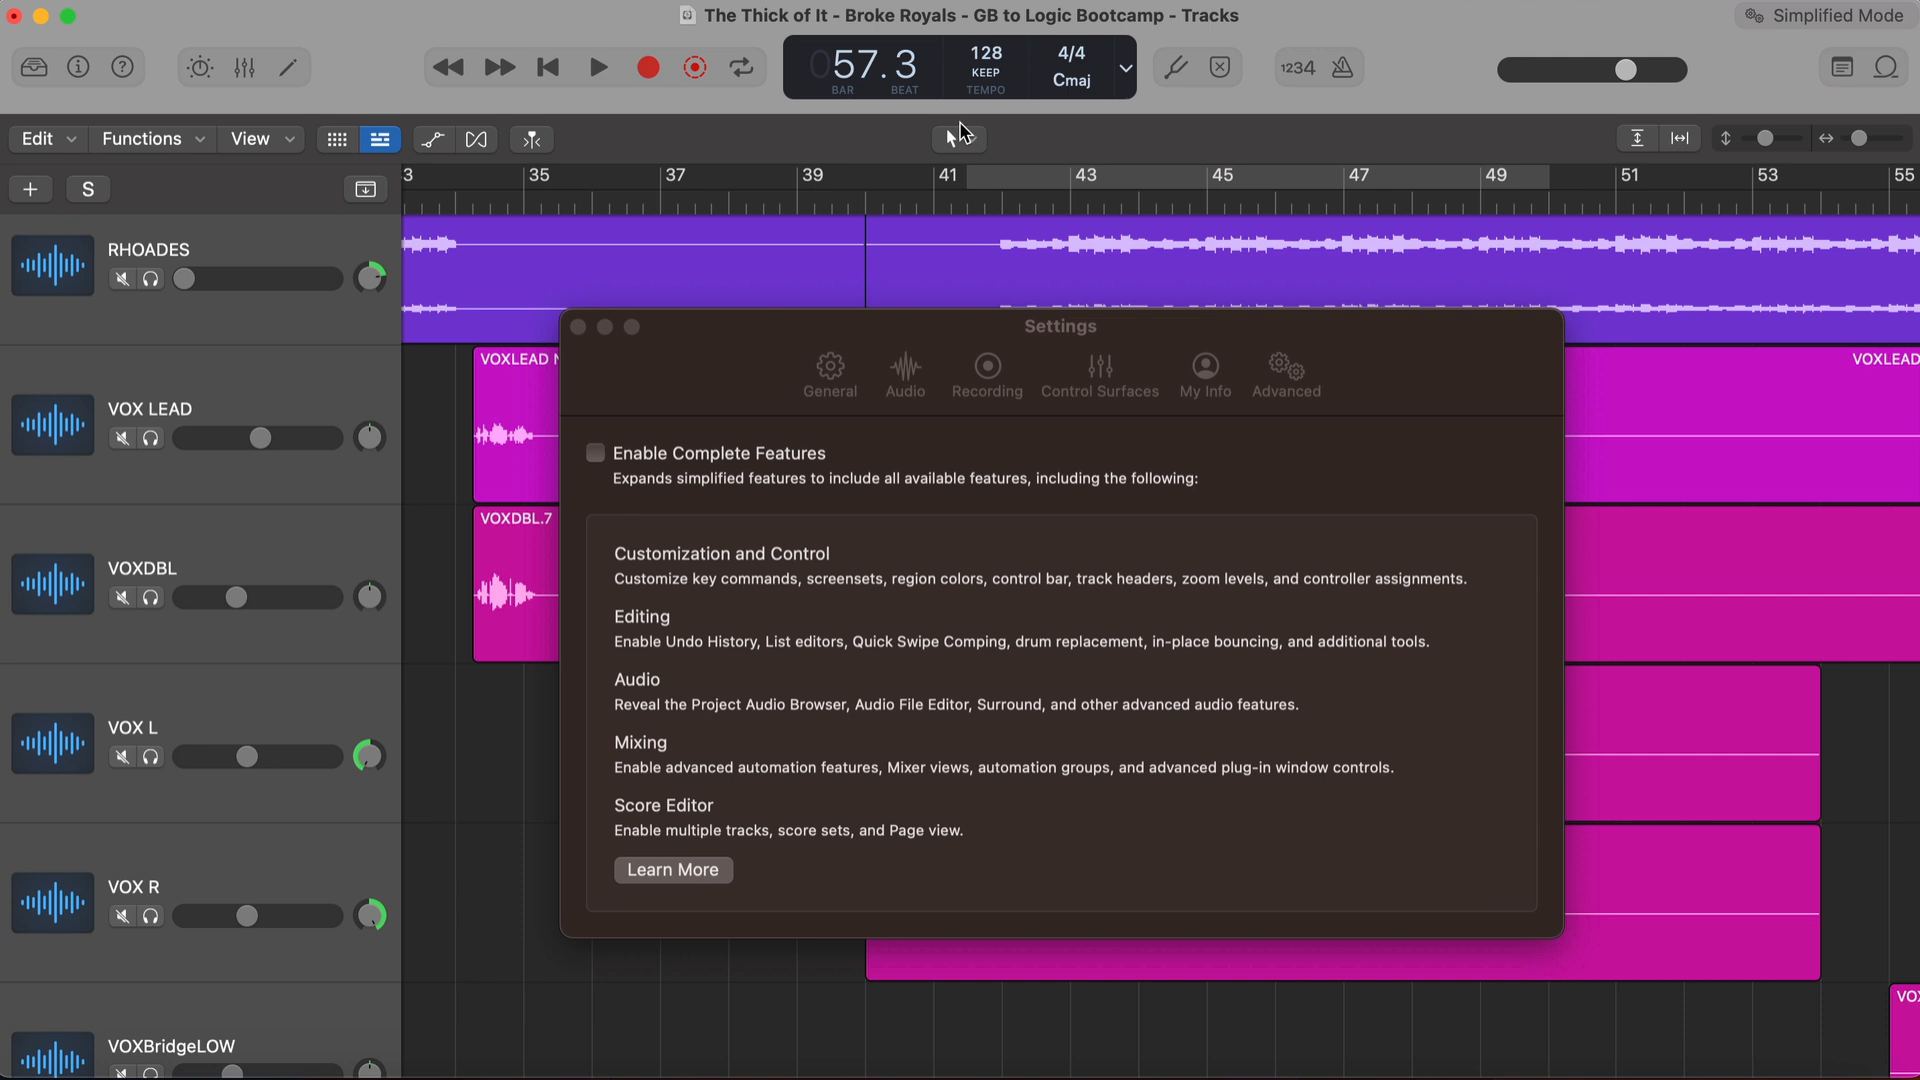 The Thick of It - Broke Royals - GB to Logic Bootcamp - Tracks
Simplified Mode
057.3
BAR
BEAT
128
KEEP
TEMPO
4/4
Cmaj
1234
Edit
Functions
View
S
3
35
37
39
41
43
45
47
49
51
53
55
RHOADES
VOX LEAD
VOXLEAD
VOXLEAD
VOXDBL
VOXDBL.7
VOX L
VOX R
VOXBridgeLOW
VOX
Settings
General
Audio
Recording
Control Surfaces
My Info
Advanced
Enable Complete Features
Expands simplified features to include all available features, including the following:
Customization and Control
Customize key commands, screensets, region colors, control bar, track headers, zoom levels, and controller assignments.
Editing
Enable Undo History, List editors, Quick Swipe Comping, drum replacement, in-place bouncing, and additional tools.
Audio
Reveal the Project Audio Browser, Audio File Editor, Surround, and other advanced audio features.
Mixing
Enable advanced automation features, Mixer views, automation groups, and advanced plug-in window controls.
Score Editor
Enable multiple tracks, score sets, and Page view.
Learn More